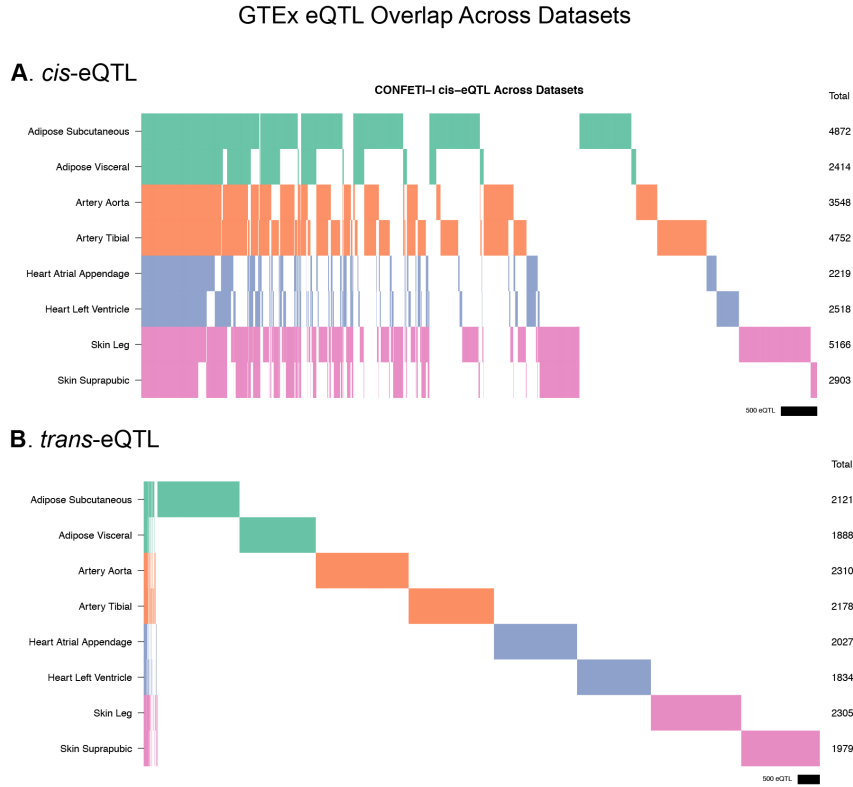 GTEx eQTL Overlap Across Datasets
A. cis-eQTL
CONFETI–I cis–eQTL Across Datasets
Total
Adipose Subcutaneous 4872
Adipose Visceral 2414
Artery Aorta 3548
Artery Tibial 4752
Heart Atrial Appendage 2219
Heart Left Ventricle 2518
Skin Leg 5166
Skin Suprapubic 2903
500 eQTL
B. trans-eQTL
Total
Adipose Subcutaneous 2121
Adipose Visceral 1888
Artery Aorta 2310
Artery Tibial 2178
Heart Atrial Appendage 2027
Heart Left Ventricle 1834
Skin Leg 2305
Skin Suprapubic 1979
500 eQTL